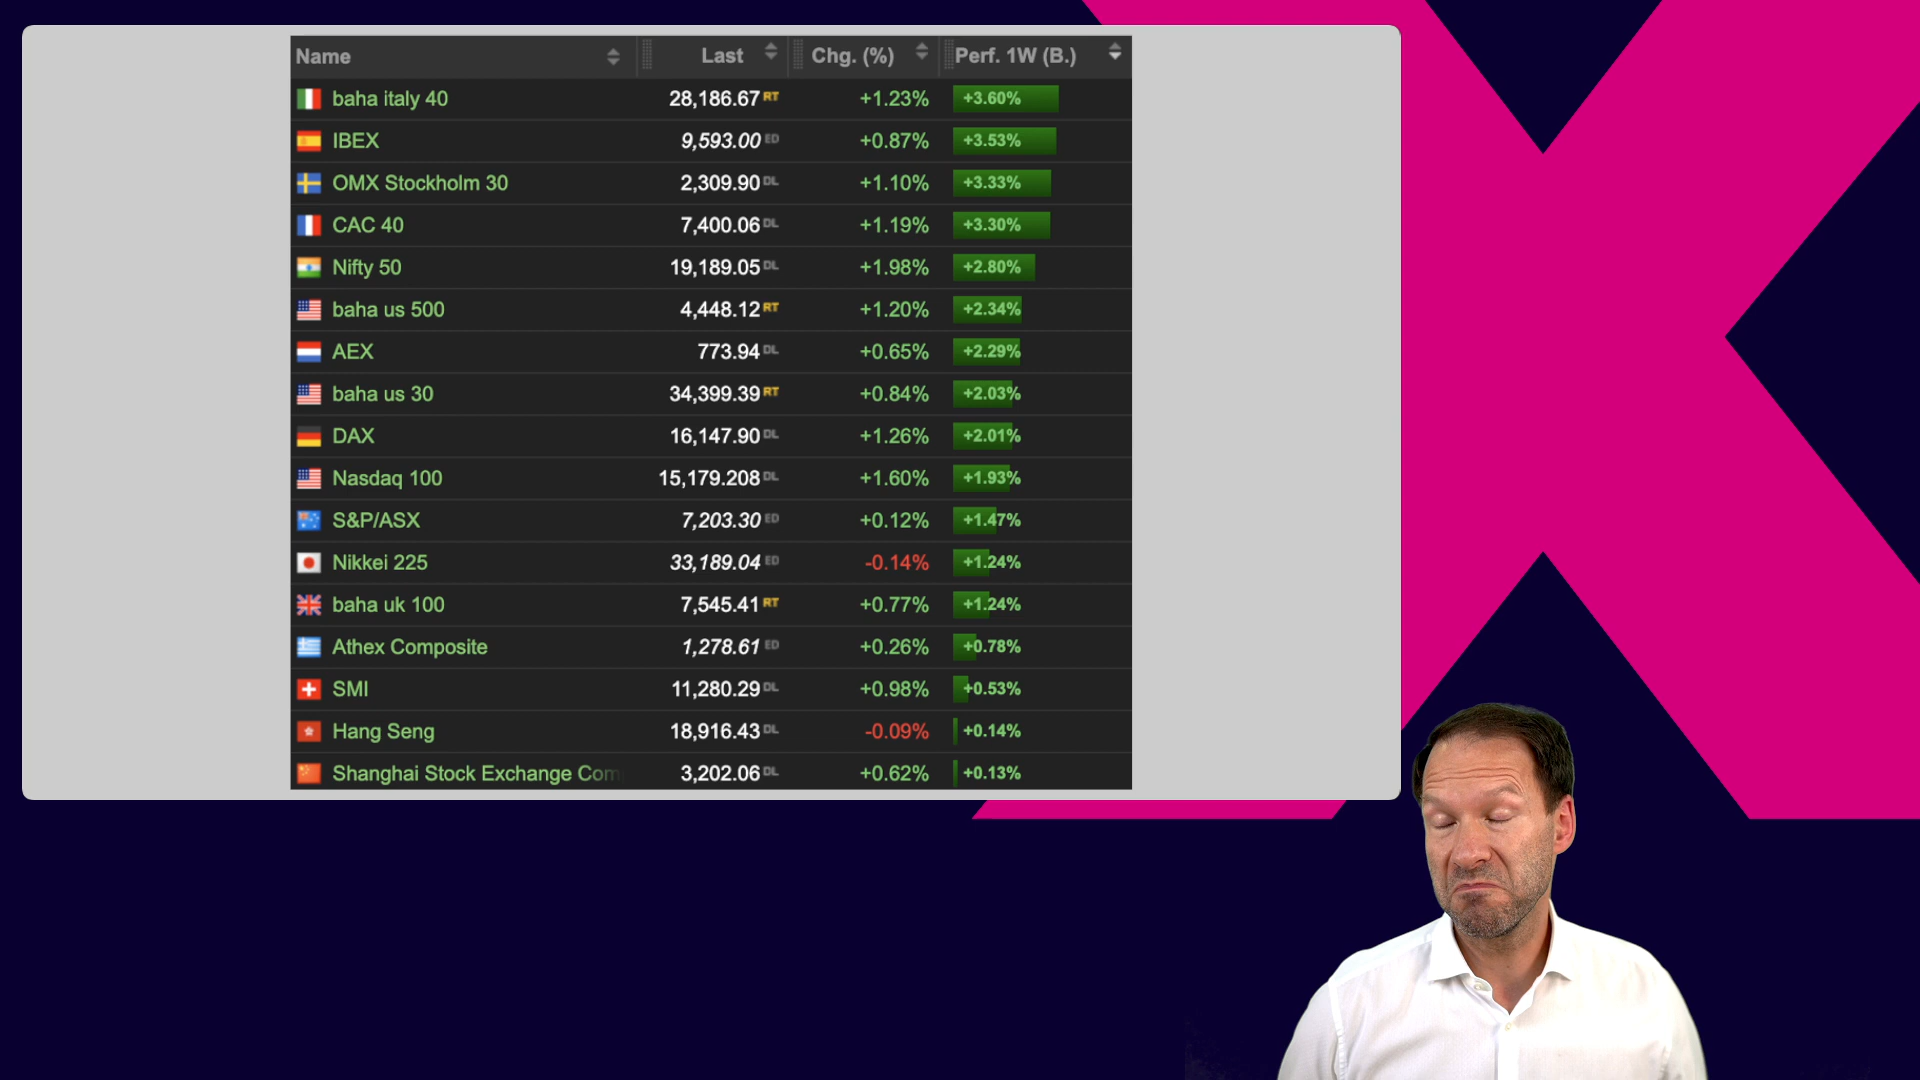 Name Last Chg. (%) Perf. 1W (B.)
baha italy 40 28,186.67 RT +1.23% +3.60%
IBEX 9,593.00 ED +0.87% +3.53%
OMX Stockholm 30 2,309.90 DL +1.10% +3.33%
CAC 40 7,400.06 DL +1.19% +3.30%
Nifty 50 19,189.05 DL +1.98% +2.80%
baha us 500 4,448.12 RT +1.20% +2.34%
AEX 773.94 DL +0.65% +2.29%
baha us 30 34,399.39 RT +0.84% +2.03%
DAX 16,147.90 DL +1.26% +2.01%
Nasdaq 100 15,179.208 DL +1.60% +1.93%
S&P/ASX 7,203.30 ED +0.12% +1.47%
Nikkei 225 33,189.04 ED -0.14% +1.24%
baha uk 100 7,545.41 RT +0.77% +1.24%
Athex Composite 1,278.61 ED +0.26% +0.78%
SMI 11,280.29 DL +0.98% +0.53%
Hang Seng 18,916.43 DL -0.09% +0.14%
Shanghai Stock Exchange Com 3,202.06 DL +0.62% +0.13%